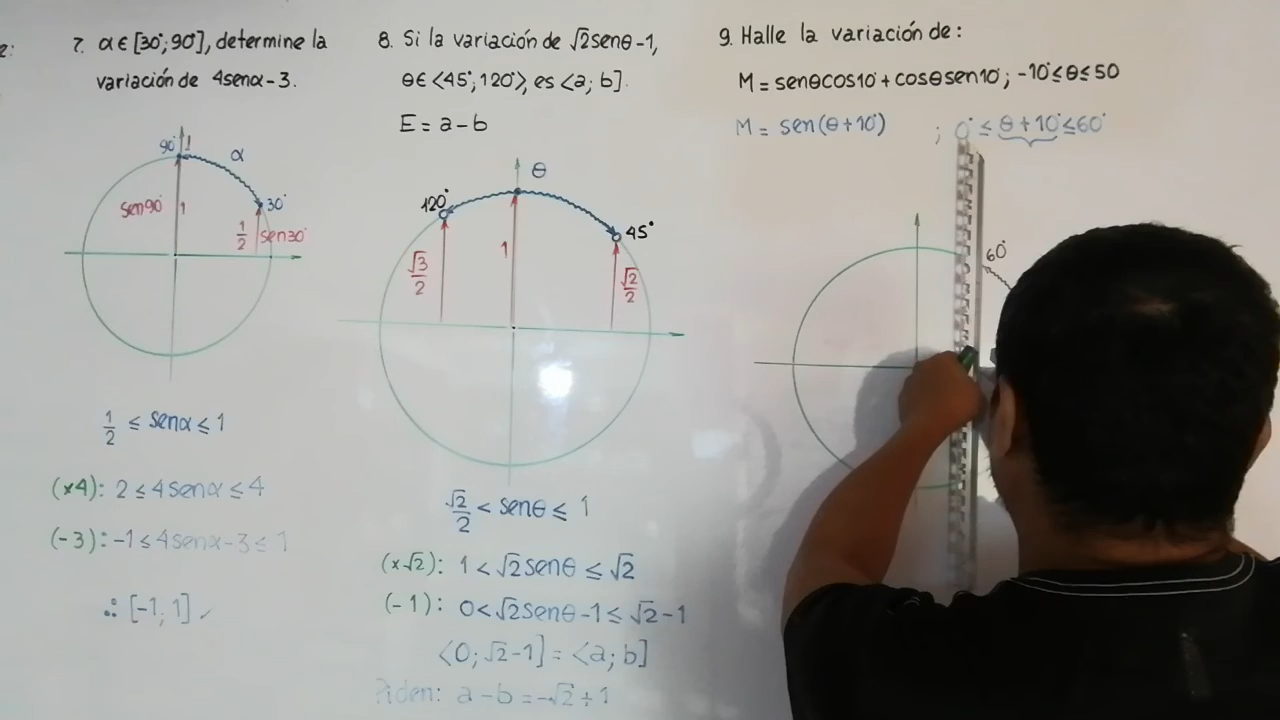 2:
7. α ∈ [30°; 90°], determine la
variación de 4senα-3.
90°
1
α
sen90°
1
30°
1/2
sen30°
1/2 ≤ senα ≤ 1
(×4): 2 ≤ 4senα ≤ 4
(-3): -1 ≤ 4senα-3 ≤ 1
∴ [-1; 1] ✓
8. Si la variación de √2senθ-1,
θ∈<45°; 120°>, es <a; b].
E = a-b
θ
120°
45°
√3/2
1
√2/2
√2/2 < senθ ≤ 1
(×√2): 1 < √2senθ ≤ √2
(-1): 0<√2senθ-1≤√2-1
<0; √2-1] = <a; b]
Piden: a-b = -√2+1
9. Halle la variación de:
M = senθcos10° + cosθsen10°; -10°≤θ≤50
M = sen(θ+10°) ; 0° ≤ θ+10° ≤ 60°
60°